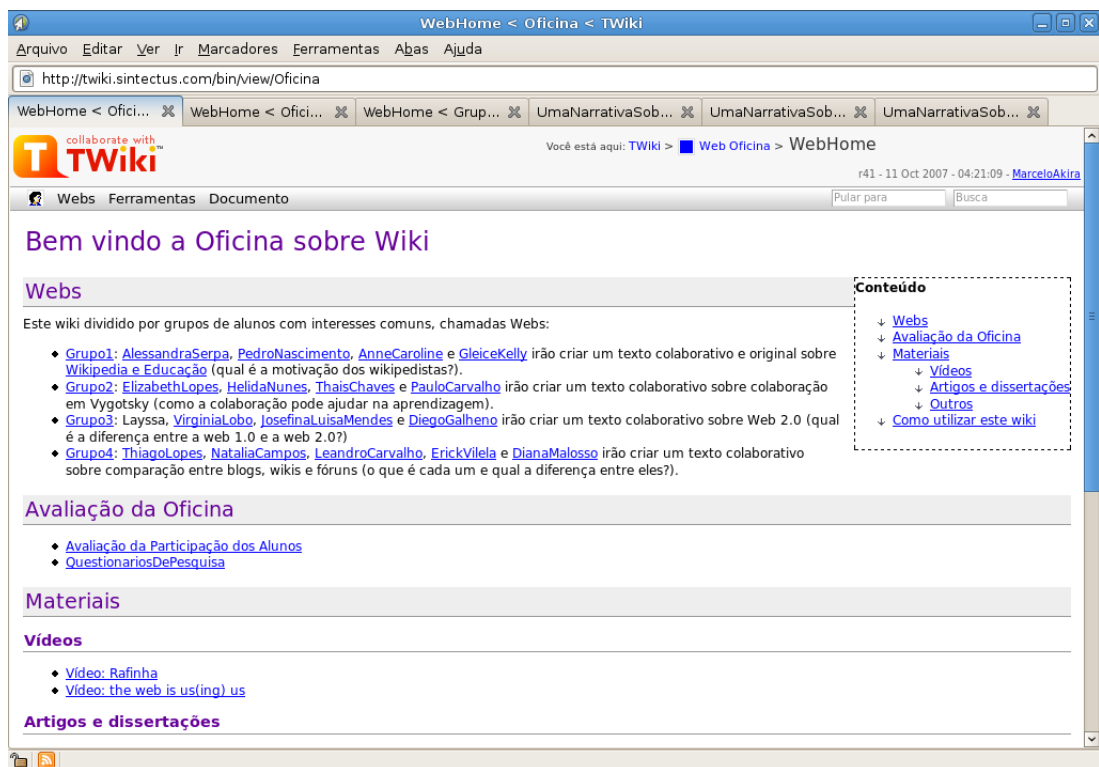 WebHome < Oficina < TWiki
Arquivo Editar Ver Ir Marcadores Ferramentas Abas Ajuda
http://twiki.sintectus.com/bin/view/Oficina
WebHome < Ofici... WebHome < Ofici... WebHome < Grup... UmaNarrativaSob... UmaNarrativaSob... UmaNarrativaSob...
collaborate with
TWiki™
Você está aqui: TWiki > Web Oficina > WebHome
r41 - 11 Oct 2007 - 04:21:09 - MarceloAkira
Webs Ferramentas Documento
Pular para Busca
Bem vindo a Oficina sobre Wiki
Webs
Este wiki dividido por grupos de alunos com interesses comuns, chamadas Webs:
Grupo1: AlessandraSerpa, PedroNascimento, AnneCaroline e GleiceKelly irão criar um texto colaborativo e original sobre
Wikipedia e Educação (qual é a motivação dos wikipedistas?).
Grupo2: ElizabethLopes, HelidaNunes, ThaisChaves e PauloCarvalho irão criar um texto colaborativo sobre colaboração
em Vygotsky (como a colaboração pode ajudar na aprendizagem).
Grupo3: Layssa, VirginiaLobo, JosefinaLuisaMendes e DiegoGalheno irão criar um texto colaborativo sobre Web 2.0 (qual
é a diferença entre a web 1.0 e a web 2.0?)
Grupo4: ThiagoLopes, NataliaCampos, LeandroCarvalho, ErickVilela e DianaMalosso irão criar um texto colaborativo
sobre comparação entre blogs, wikis e fóruns (o que é cada um e qual a diferença entre eles?).
Conteúdo
Webs
Avaliação da Oficina
Materiais
Vídeos
Artigos e dissertações
Outros
Como utilizar este wiki
Avaliação da Oficina
Avaliação da Participação dos Alunos
QuestionariosDePesquisa
Materiais
Vídeos
Vídeo: Rafinha
Vídeo: the web is us(ing) us
Artigos e dissertações